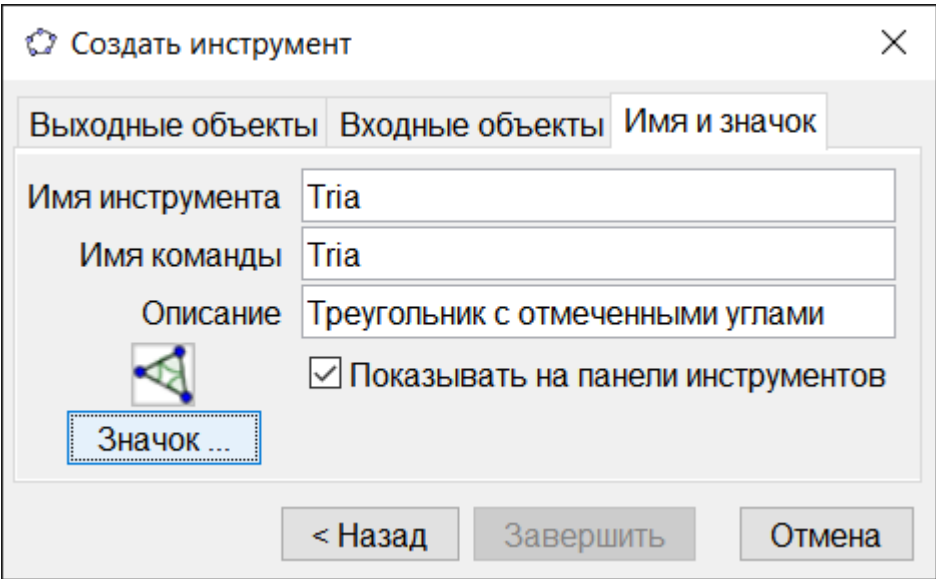 Создать инструмент
Выходные объекты Входные объекты Имя и значок
Имя инструмента Tria
Имя команды Tria
Описание Треугольник с отмеченными углами
Показывать на панели инструментов
Значок ...
< Назад Завершить Отмена